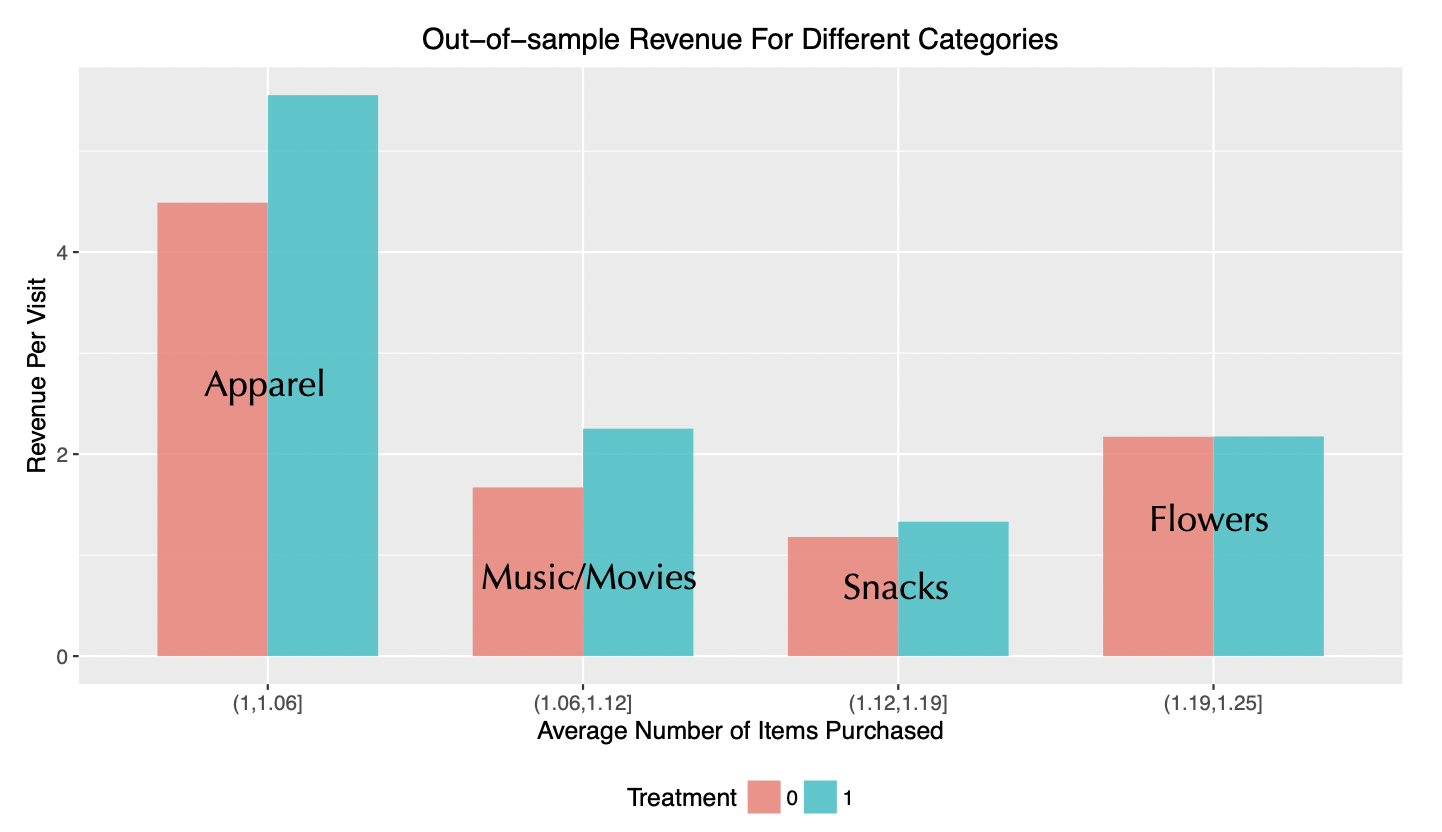 Out−of−sample Revenue For Different Categories
Revenue Per Visit
4
2
0
Apparel
Music/Movies
Snacks
Flowers
(1,1.06]
(1.06,1.12]
(1.12,1.19]
(1.19,1.25]
Average Number of Items Purchased
Treatment 0 1